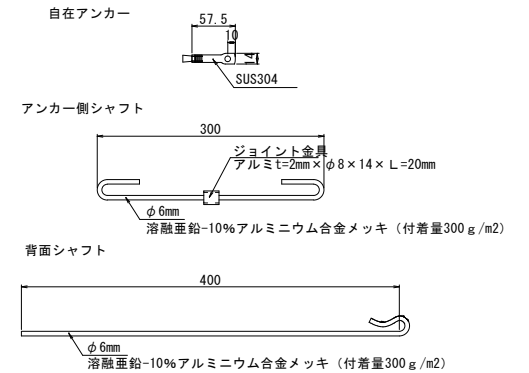 自在アンカー
57.5
10
14
SUS304
アンカー側シャフト
300
ジョイント金具
アルミt=2mm×φ8×14×L=20mm
φ6mm
溶融亜鉛-10%アルミニウム合金メッキ（付着量300g/m2）
背面シャフト
400
φ6mm
溶融亜鉛-10%アルミニウム合金メッキ（付着量300g/m2）